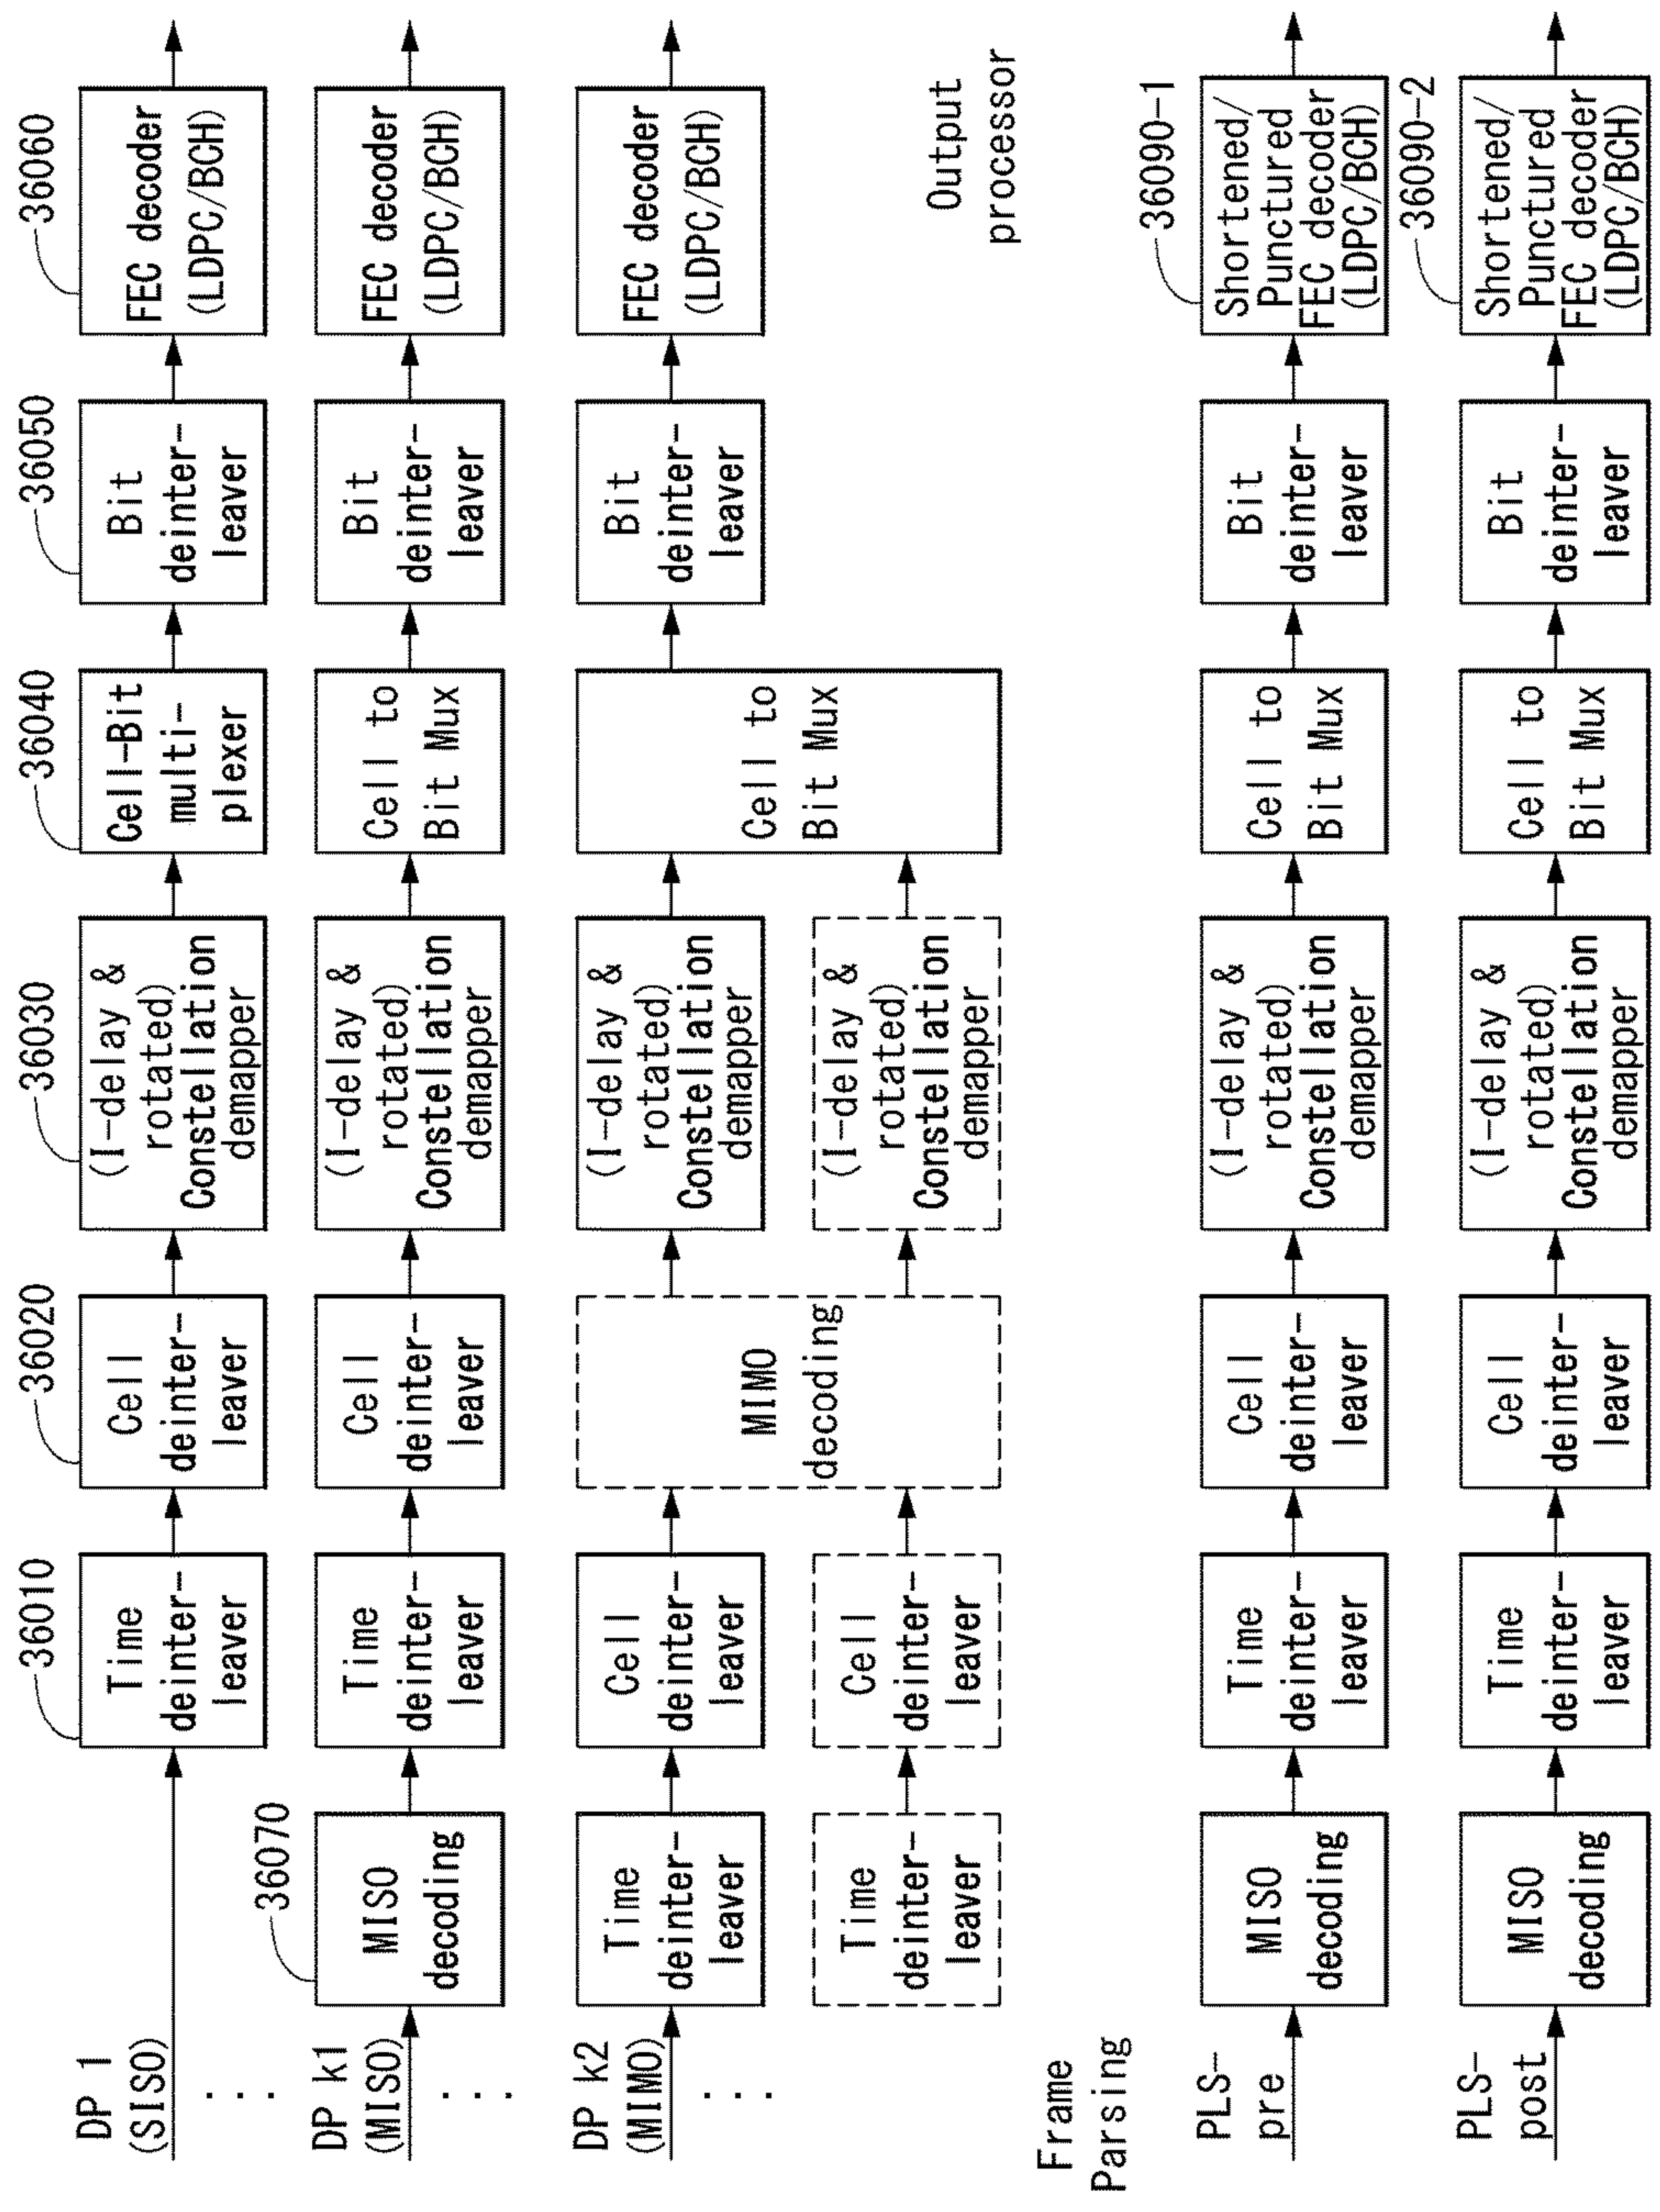 36010
36020
36030
36040
36050
36060
DP 1
(SISO)
Time
deinter-
leaver
Cell
deinter-
leaver
(I-delay &
rotated)
Constellation
demapper
Cell-Bit
multi-
plexer
Bit
deinter-
leaver
FEC decoder
(LDPC/BCH)
. . .
36070
DP k1
(MISO)
MISO
decoding
Time
deinter-
leaver
Cell
deinter-
leaver
(I-delay &
rotated)
Constellation
demapper
Cell to
Bit Mux
Bit
deinter-
leaver
FEC decoder
(LDPC/BCH)
. . .
DP k2
(MIMO)
Time
deinter-
leaver
Cell
deinter-
leaver
MIMO
decoding
(I-delay &
rotated)
Constellation
demapper
Cell to
Bit Mux
Bit
deinter-
leaver
FEC decoder
(LDPC/BCH)
. . .
Time
deinter-
leaver
Cell
deinter-
leaver
(I-delay &
rotated)
Constellation
demapper
Frame
Parsing
Output
processor
36090-1
PLS-
pre
MISO
decoding
Time
deinter-
leaver
Cell
deinter-
leaver
(I-delay &
rotated)
Constellation
demapper
Cell to
Bit Mux
Bit
deinter-
leaver
Shortened/
Punctured
FEC decoder
(LDPC/BCH)
36090-2
PLS-
post
MISO
decoding
Time
deinter-
leaver
Cell
deinter-
leaver
(I-delay &
rotated)
Constellation
demapper
Cell to
Bit Mux
Bit
deinter-
leaver
Shortened/
Punctured
FEC decoder
(LDPC/BCH)